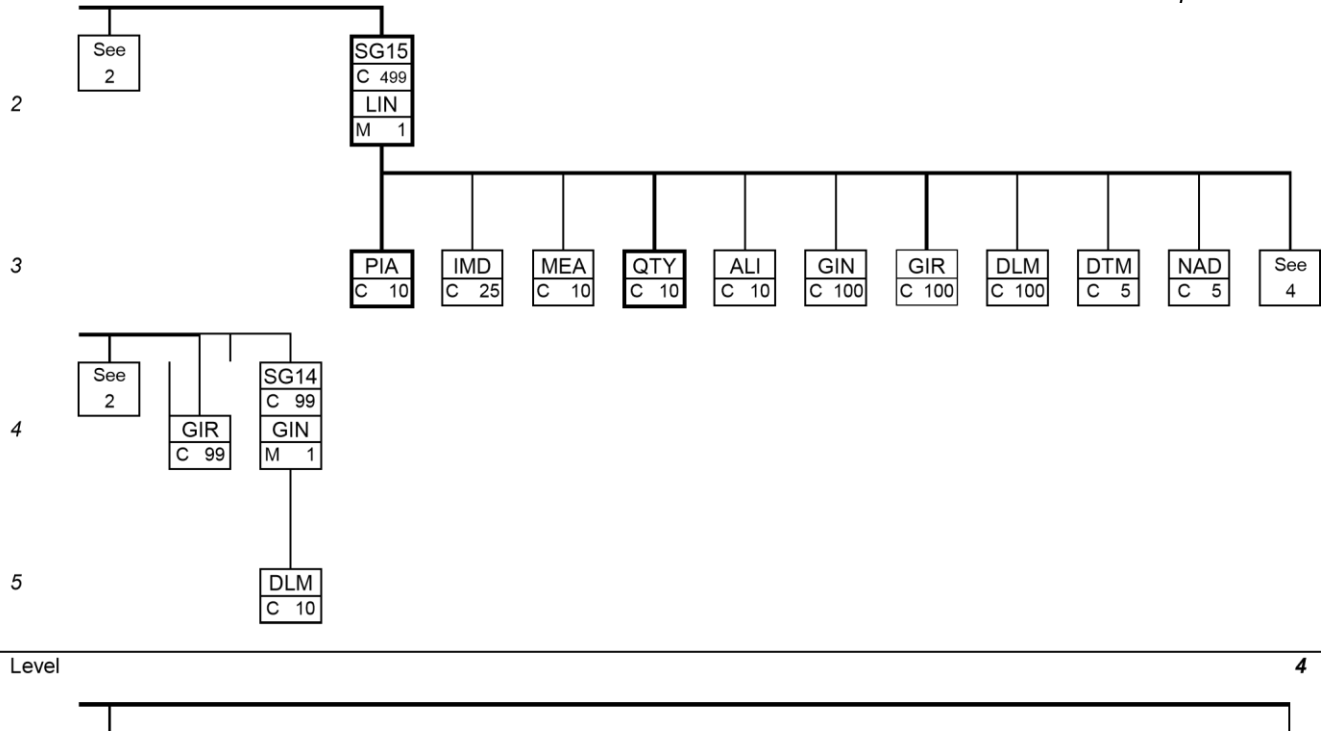 See SG15
2 C 499
2 LIN
M 1
3 PIA IMD MEA QTY ALI GIN GIR DLM DTM NAD See
C 10 C 25 C 10 C 10 C 10 C 100 C 100 C 100 C 5 C 5 4
See SG14
2 C 99
4 GIR GIN
C 99 M 1
5 DLM
C 10
Level 4